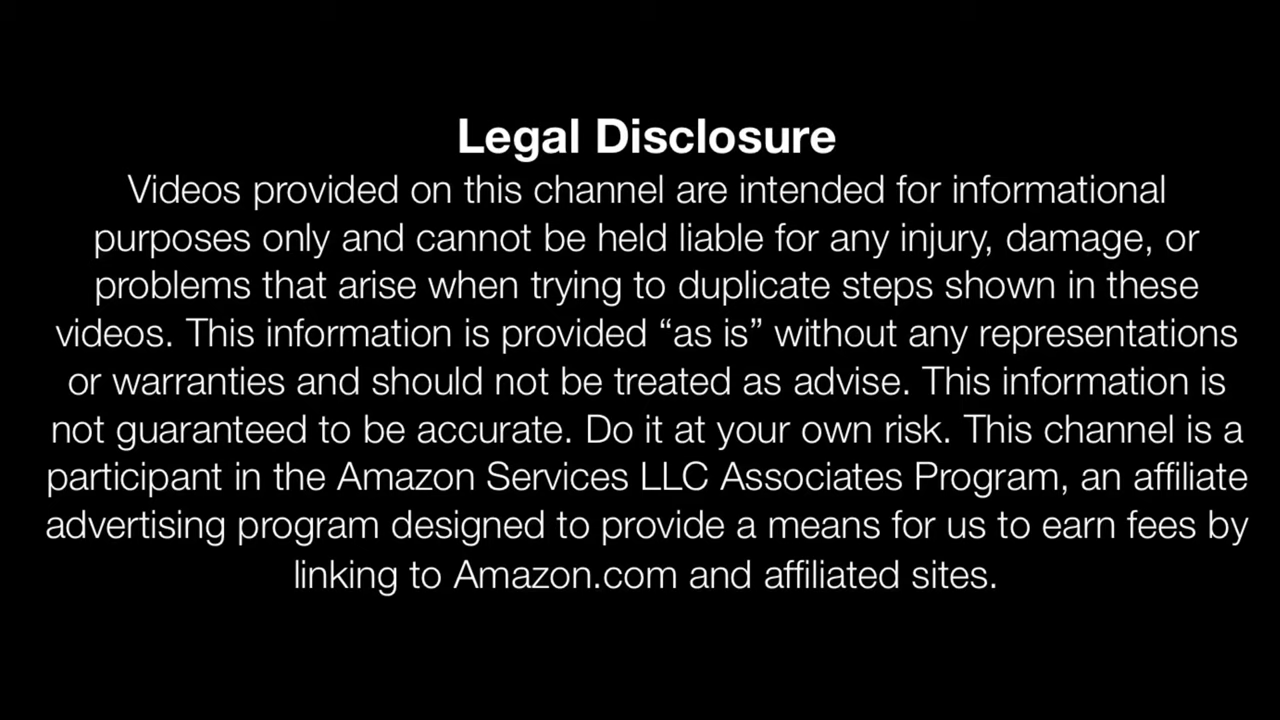 Legal Disclosure
Videos provided on this channel are intended for informational
purposes only and cannot be held liable for any injury, damage, or
problems that arise when trying to duplicate steps shown in these
videos. This information is provided “as is” without any representations
or warranties and should not be treated as advise. This information is
not guaranteed to be accurate. Do it at your own risk. This channel is a
participant in the Amazon Services LLC Associates Program, an affiliate
advertising program designed to provide a means for us to earn fees by
linking to Amazon.com and affiliated sites.